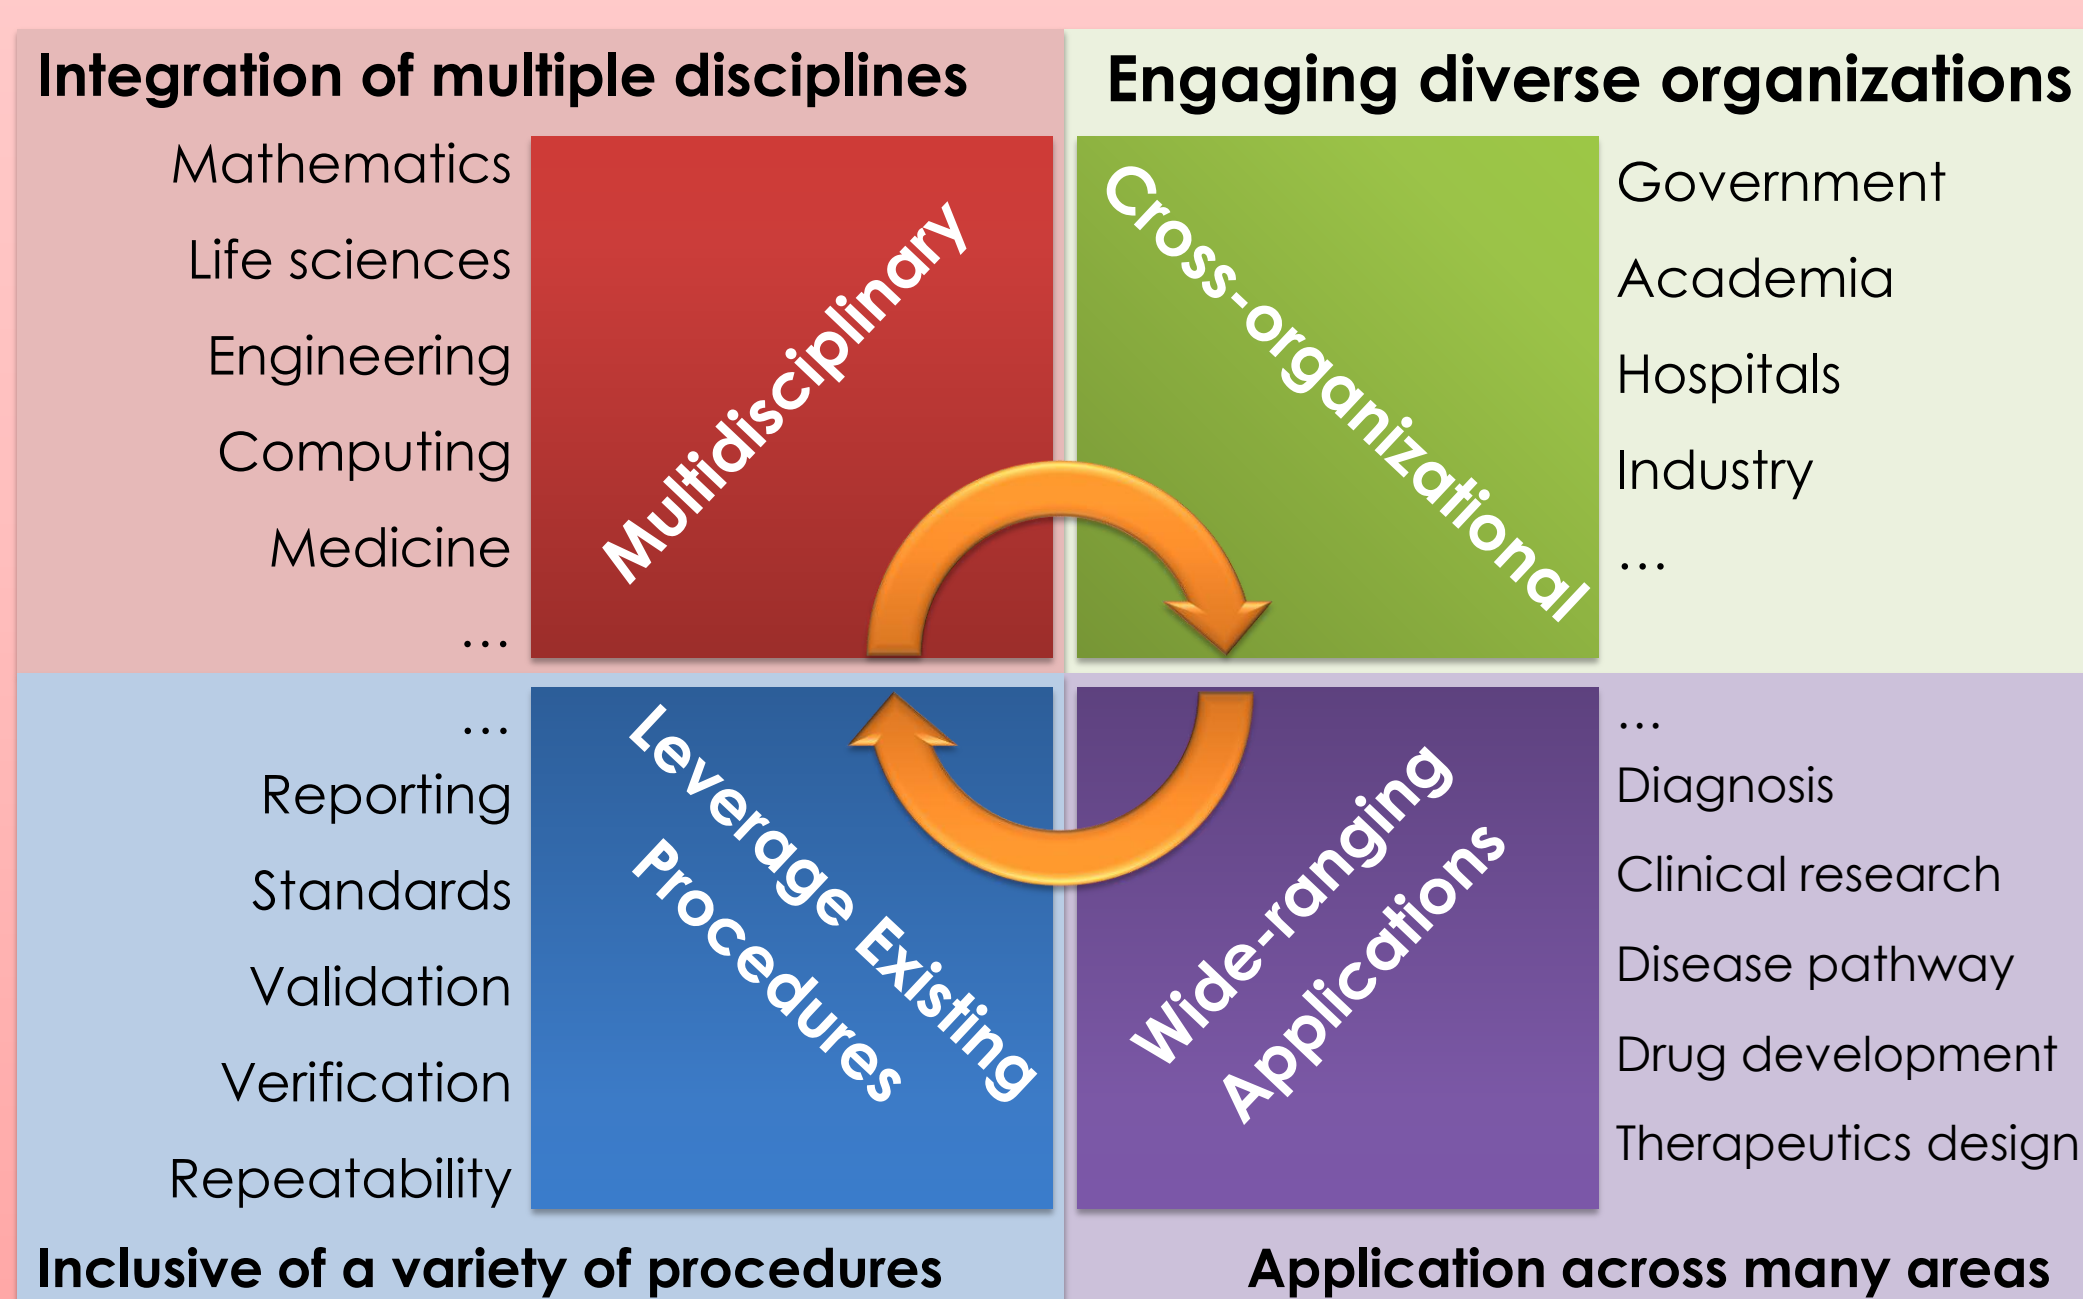 Integration of multiple disciplines
Mathematics
Life sciences
Engineering
Computing
Medicine
…
Multidisciplinary
Engaging diverse organizations
Cross-organizational
Government
Academia
Hospitals
Industry
…
…
Reporting
Standards
Validation
Verification
Repeatability
Leverage Existing
Procedures
Inclusive of a variety of procedures
Wide-ranging
Applications
…
Diagnosis
Clinical research
Disease pathway
Drug development
Therapeutics design
Application across many areas